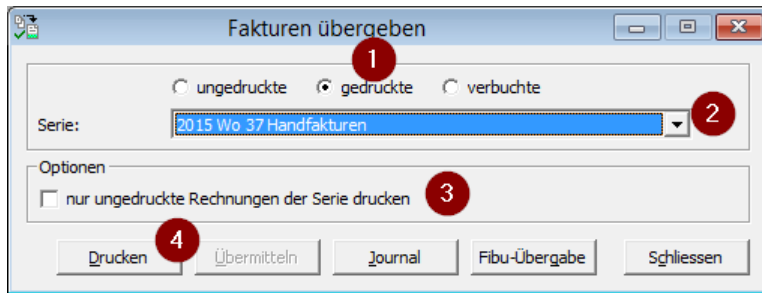 Fakturen übergeben
1
ungedruckte gedruckte verbuchte
Serie: 2015 Wo 37 Handfakturen 2
Optionen
nur ungedruckte Rechnungen der Serie drucken 3
Drucken 4 Übermitteln Journal Fibu-Übergabe Schliessen